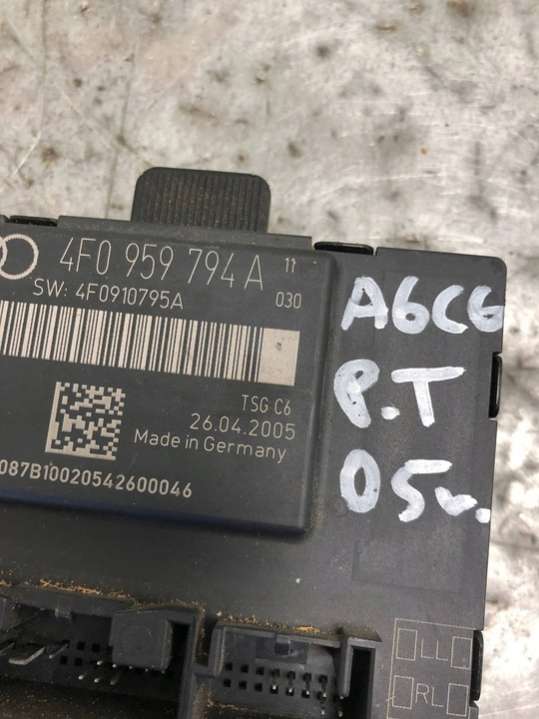 4F0 959 794 A 11
SW: 4F0910795A 030
TSG C6
26.04.2005
Made in Germany
087B10020542600046
A6C6
P.T
05r.
LL
RL